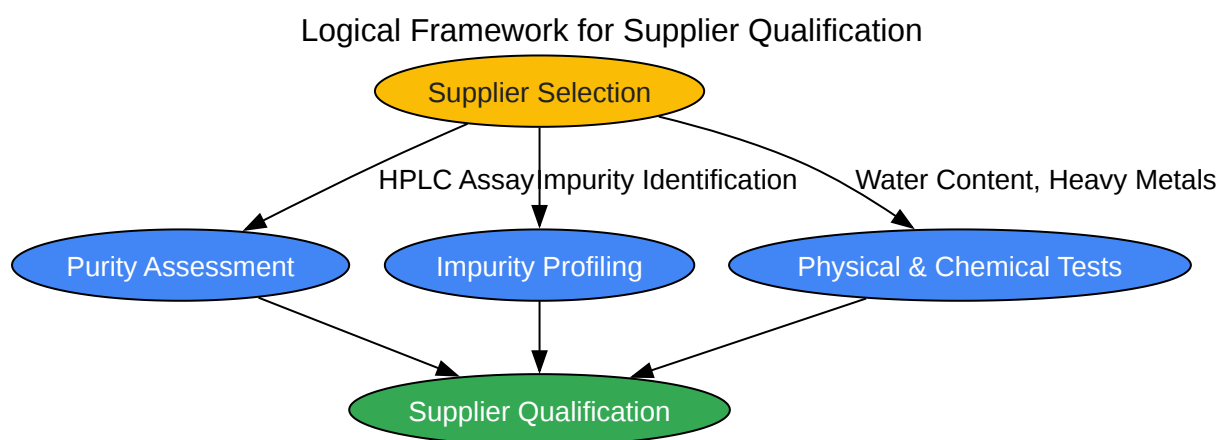 Logical Framework for Supplier Qualification
Supplier Selection
HPLC Assay
Impurity Identification
Water Content, Heavy Metals
Purity Assessment
Impurity Profiling
Physical & Chemical Tests
Supplier Qualification